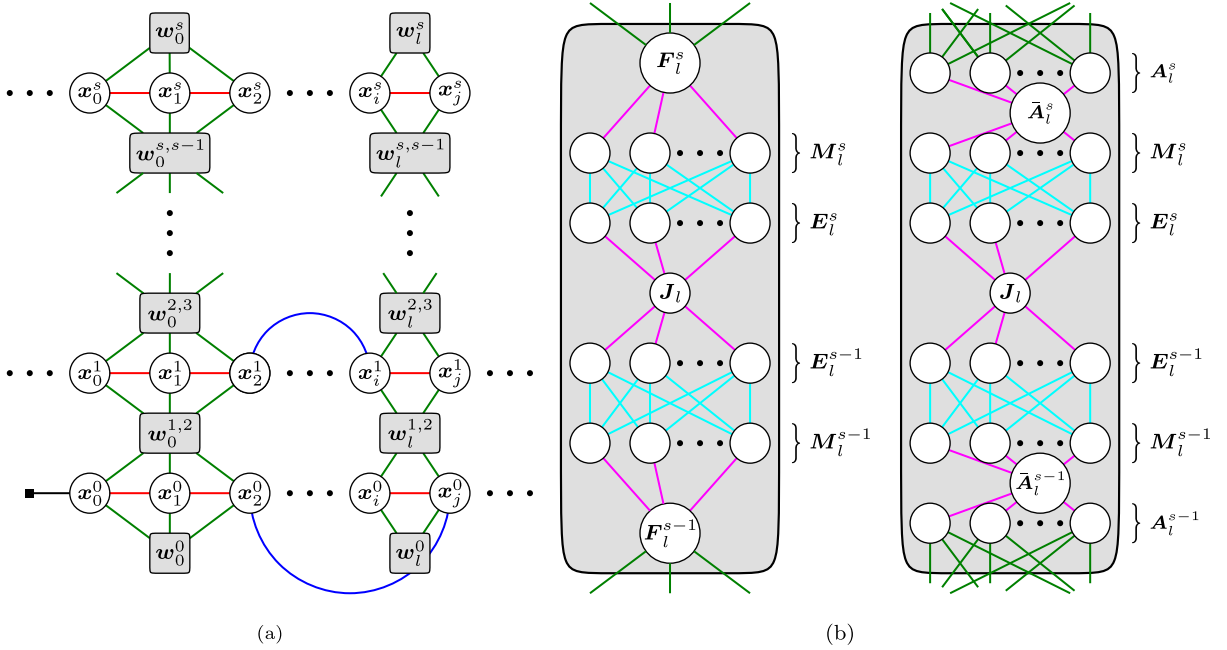 w_0^s w_l^s
x_0^s x_1^s x_2^s x_i^s x_j^s
w_0^{s,s-1} w_l^{s,s-1}
w_0^{2,3} w_l^{2,3}
x_0^1 x_1^1 x_2^1 x_i^1 x_j^1
w_0^{1,2} w_l^{1,2}
x_0^0 x_1^0 x_2^0 x_i^0 x_j^0
w_0^0 w_l^0
(a)
F_l^s
} M_l^s
} E_l^s
J_l
} E_l^{s-1}
} M_l^{s-1}
F_l^{s-1}
} A_l^s
Ā_l^s
} M_l^s
} E_l^s
J_l
} E_l^{s-1}
} M_l^{s-1}
Ā_l^{s-1}
} A_l^{s-1}
(b)